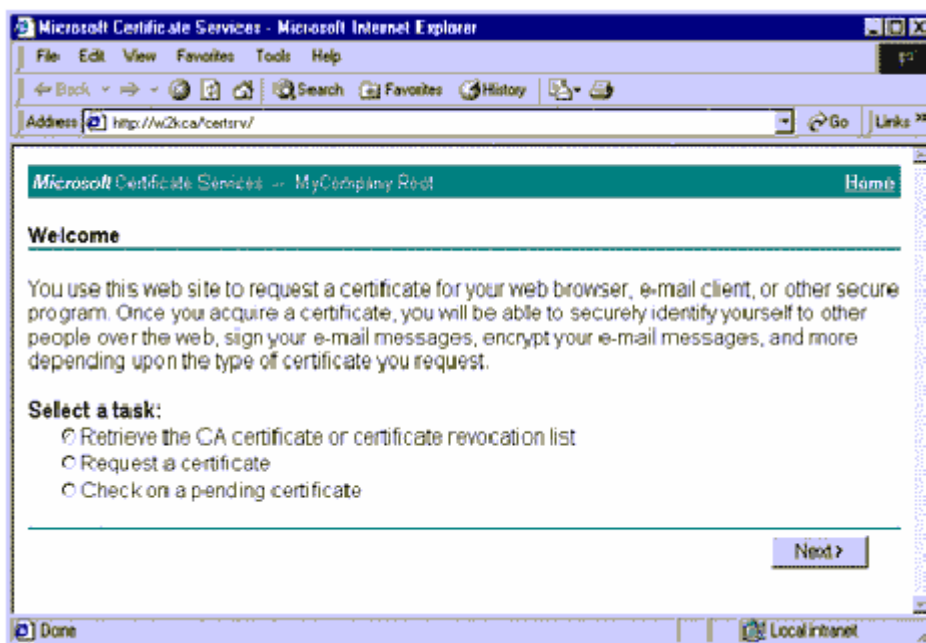 Microsoft Certificate Services - Microsoft Internet Explorer
File Edit View Favorites Tools Help
Back Search Favorites History
Address http://w2kca/certsrv/ Go Links »
Microsoft Certificate Services -- MyCompany Root Home
Welcome
You use this web site to request a certificate for your web browser, e-mail client, or other secure
program. Once you acquire a certificate, you will be able to securely identify yourself to other
people over the web, sign your e-mail messages, encrypt your e-mail messages, and more
depending upon the type of certificate you request.
Select a task:
Retrieve the CA certificate or certificate revocation list
Request a certificate
Check on a pending certificate
Next >
Done Local intranet